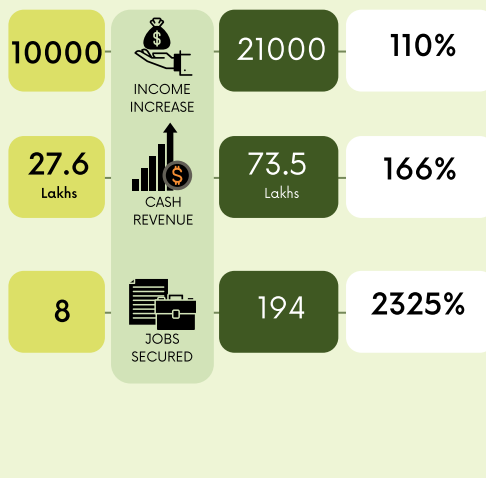 10000
INCOME
INCREASE
21000
110%
27.6
Lakhs
CASH
REVENUE
73.5
Lakhs
166%
8
JOBS
SECURED
194
2325%